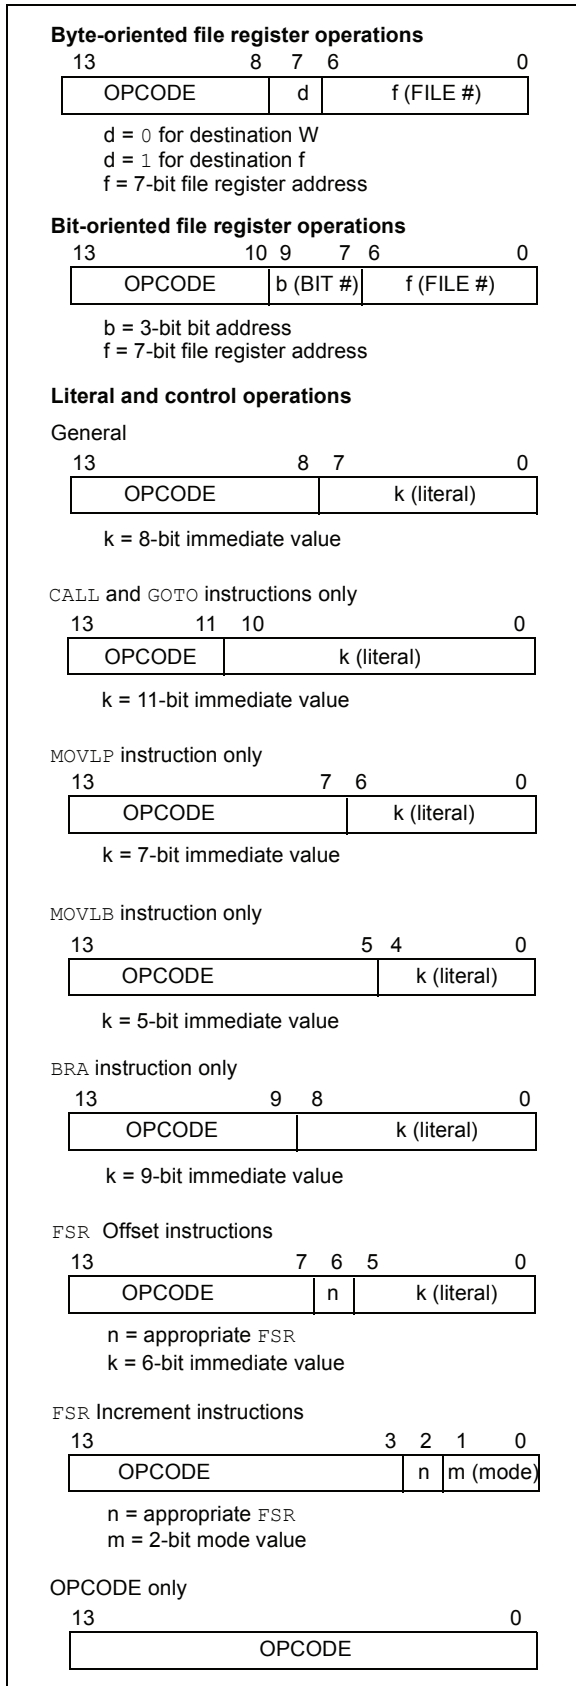 Byte-oriented file register operations
13 8 7 6 0
OPCODE d f (FILE #)
d = 0 for destination W
d = 1 for destination f
f = 7-bit file register address
Bit-oriented file register operations
13 10 9 7 6 0
OPCODE b (BIT #) f (FILE #)
b = 3-bit bit address
f = 7-bit file register address
Literal and control operations
General
13 8 7 0
OPCODE k (literal)
k = 8-bit immediate value
CALL and GOTO instructions only
13 11 10 0
OPCODE k (literal)
k = 11-bit immediate value
MOVLP instruction only
13 7 6 0
OPCODE k (literal)
k = 7-bit immediate value
MOVLB instruction only
13 5 4 0
OPCODE k (literal)
k = 5-bit immediate value
BRA instruction only
13 9 8 0
OPCODE k (literal)
k = 9-bit immediate value
FSR Offset instructions
13 7 6 5 0
OPCODE n k (literal)
n = appropriate FSR
k = 6-bit immediate value
FSR Increment instructions
13 3 2 1 0
OPCODE n m (mode)
n = appropriate FSR
m = 2-bit mode value
OPCODE only
13 0
OPCODE